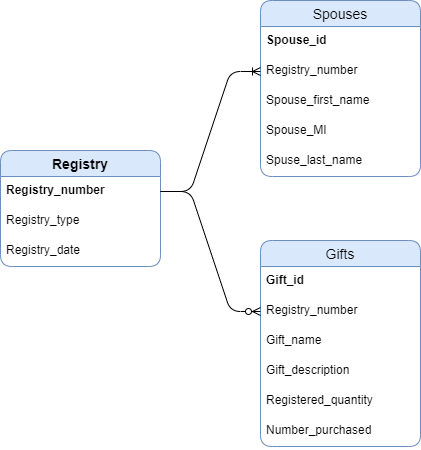 Spouses
Spouse_id
Registry_number
Spouse_first_name
Spouse_MI
Spuse_last_name
Registry
Registry_number
Registry_type
Registry_date
Gifts
Gift_id
Registry_number
Gift_name
Gift_description
Registered_quantity
Number_purchased